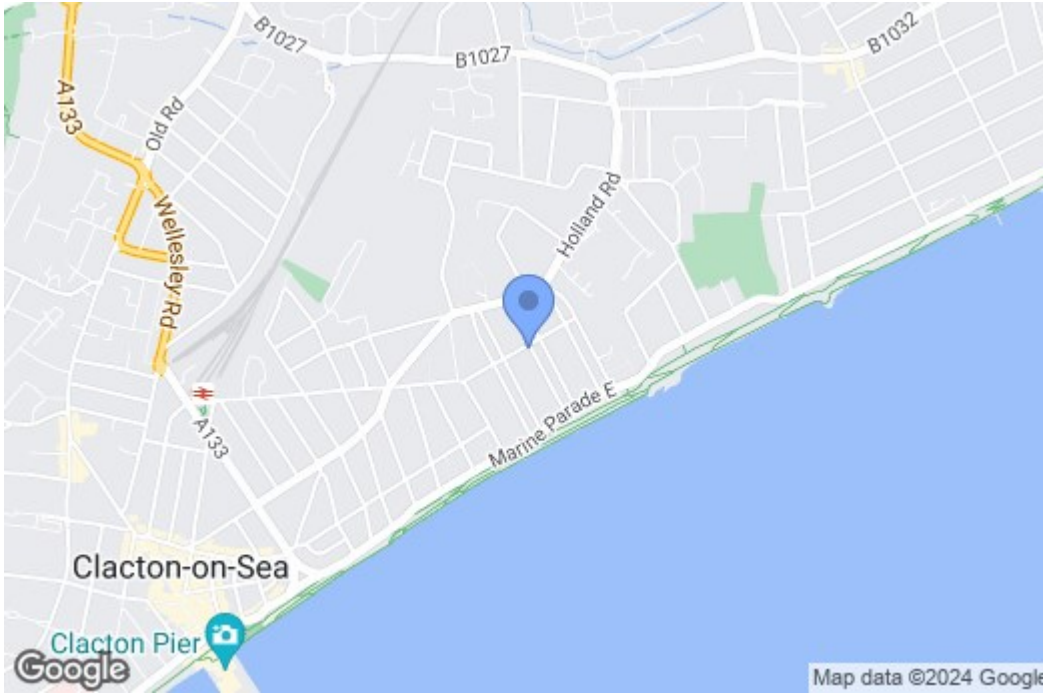 B1027
B1027
B1032
A133
Old Rd
Wellesley Rd
Holland Rd
Marine Parade E
A133
Clacton-on-Sea
Clacton Pier
Google
Map data ©2024 Google